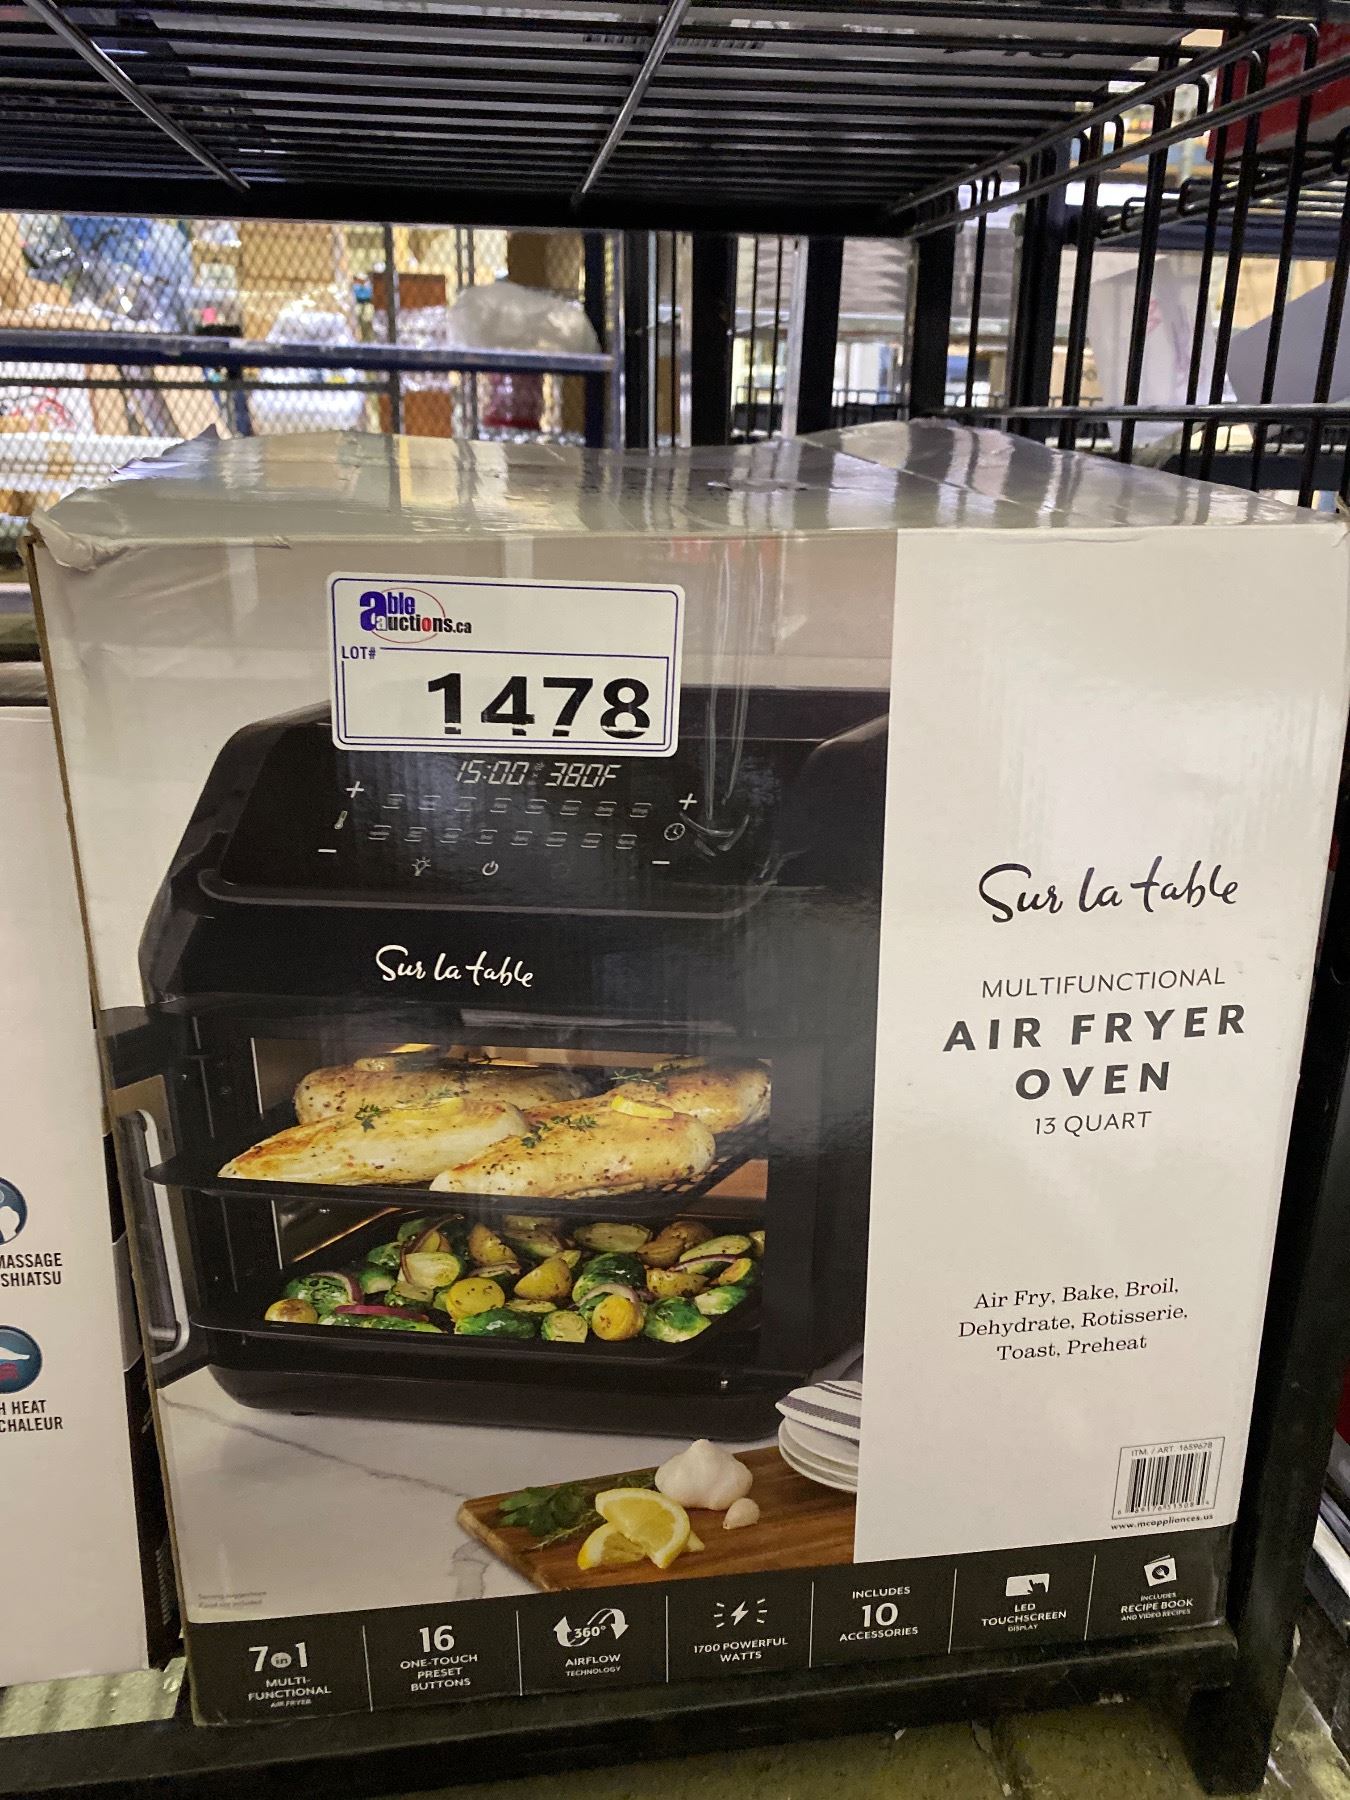 able
auctions.ca
LOT#
1478
15:00 380F
Sur la table
Sur la table
MULTIFUNCTIONAL
AIR FRYER
OVEN
13 QUART
Air Fry, Bake, Broil,
Dehydrate, Rotisserie,
Toast, Preheat
ITM. / ART. 1659678
www.mcappliances.us
7 in 1
MULTI-
FUNCTIONAL
AIR FRYER
16
ONE-TOUCH
PRESET
BUTTONS
360°
AIRFLOW
TECHNOLOGY
1700 POWERFUL
WATTS
INCLUDES
10
ACCESSORIES
LED
TOUCHSCREEN
DISPLAY
INCLUDES
RECIPE BOOK
AND VIDEO RECIPES
MASSAGE
SHIATSU
HEAT
CHALEUR